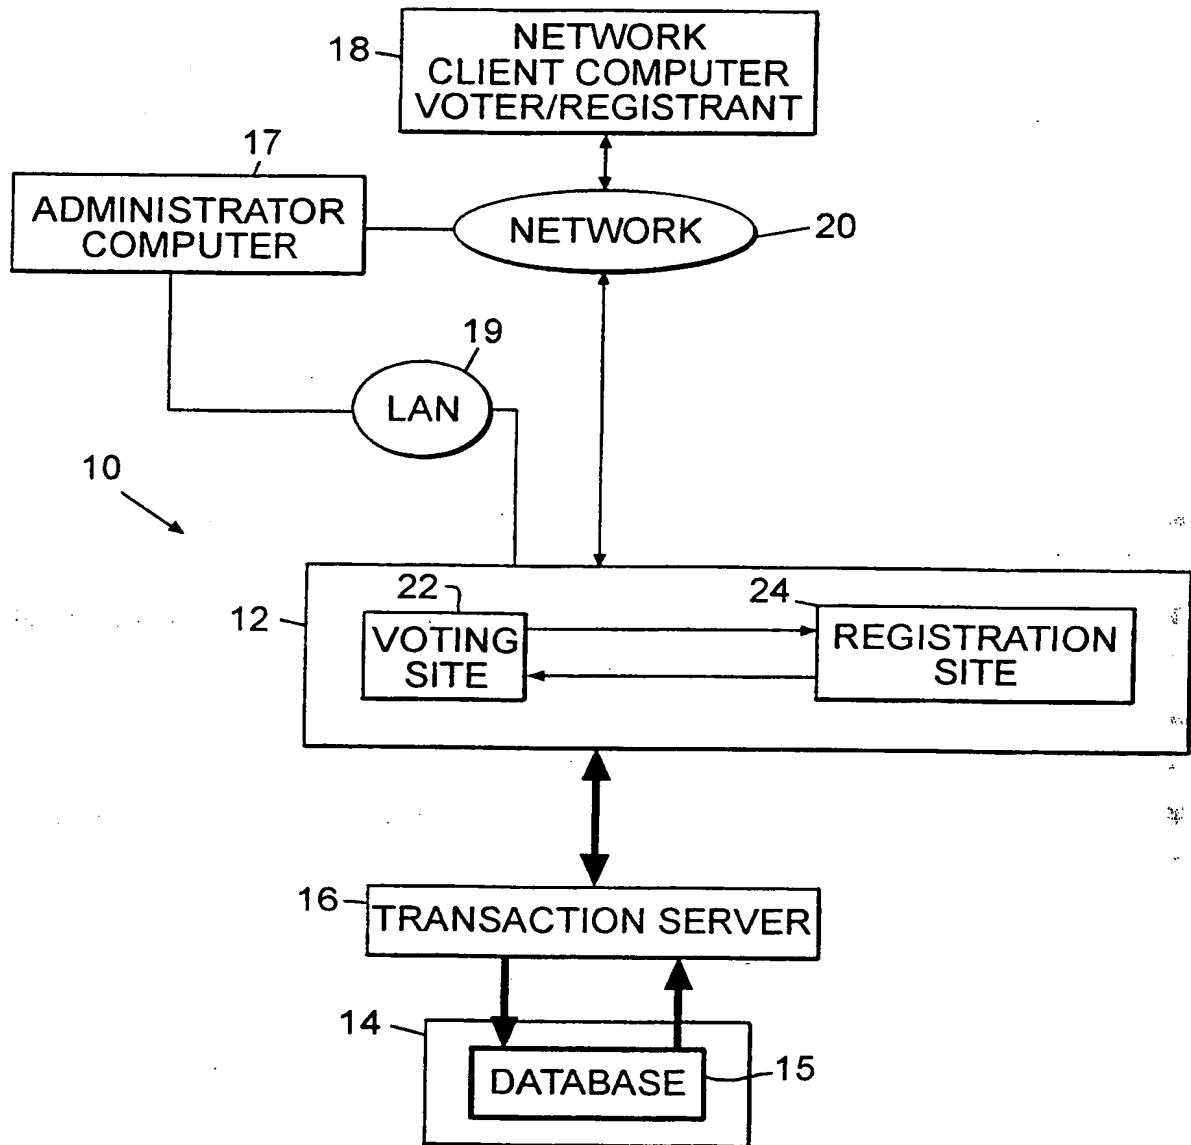 18
NETWORK
CLIENT COMPUTER
VOTER/REGISTRANT
17
ADMINISTRATOR
COMPUTER
NETWORK
20
19
LAN
10
12
22
VOTING
SITE
24
REGISTRATION
SITE
16
TRANSACTION SERVER
14
DATABASE
15